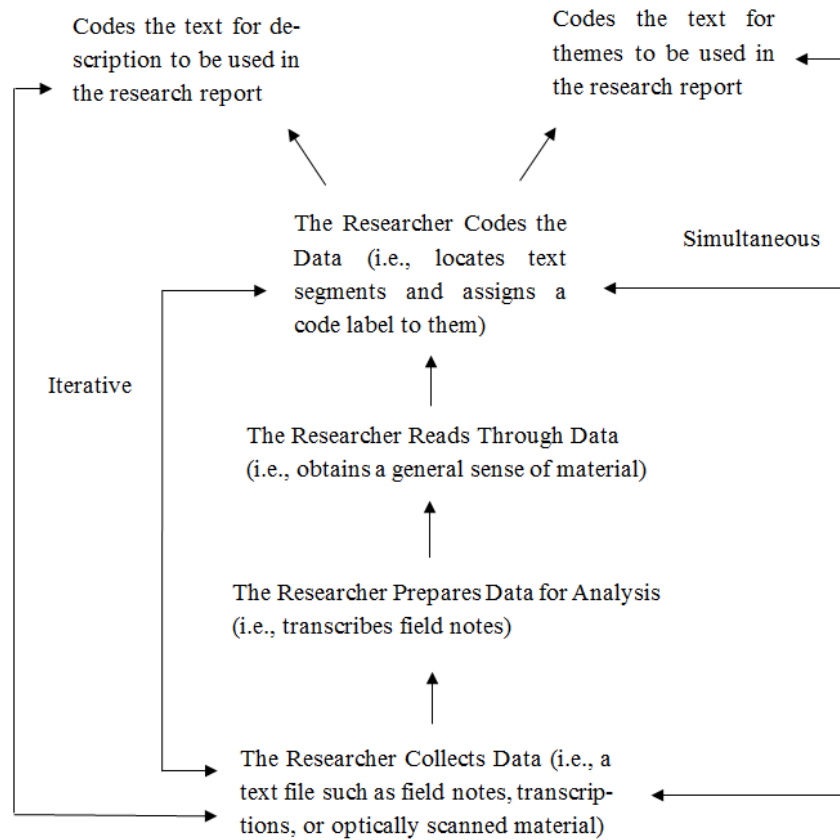 Codes the text for de-
scription to be used in
the research report
Codes the text for
themes to be used in
the research report
The Researcher Codes the
Data (i.e., locates text
segments and assigns a
code label to them)
Simultaneous
Iterative
The Researcher Reads Through Data
(i.e., obtains a general sense of material)
The Researcher Prepares Data for Analysis
(i.e., transcribes field notes)
The Researcher Collects Data (i.e., a
text file such as field notes, transcrip-
tions, or optically scanned material)